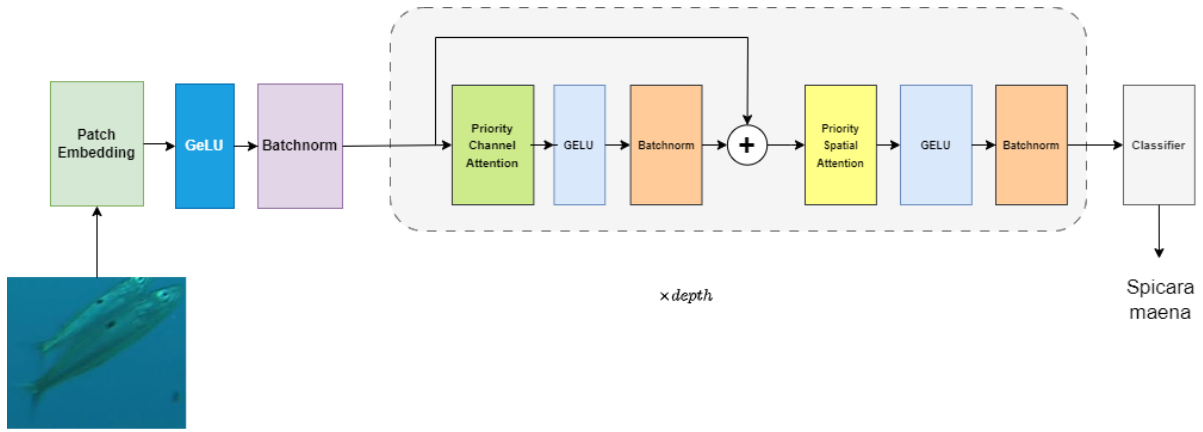 Patch
Embedding
GeLU
Batchnorm
Priority
Channel
Attention
GELU
Batchnorm
+
Priority
Spatial
Attention
GELU
Batchnorm
Classifier
×depth
Spicara
maena